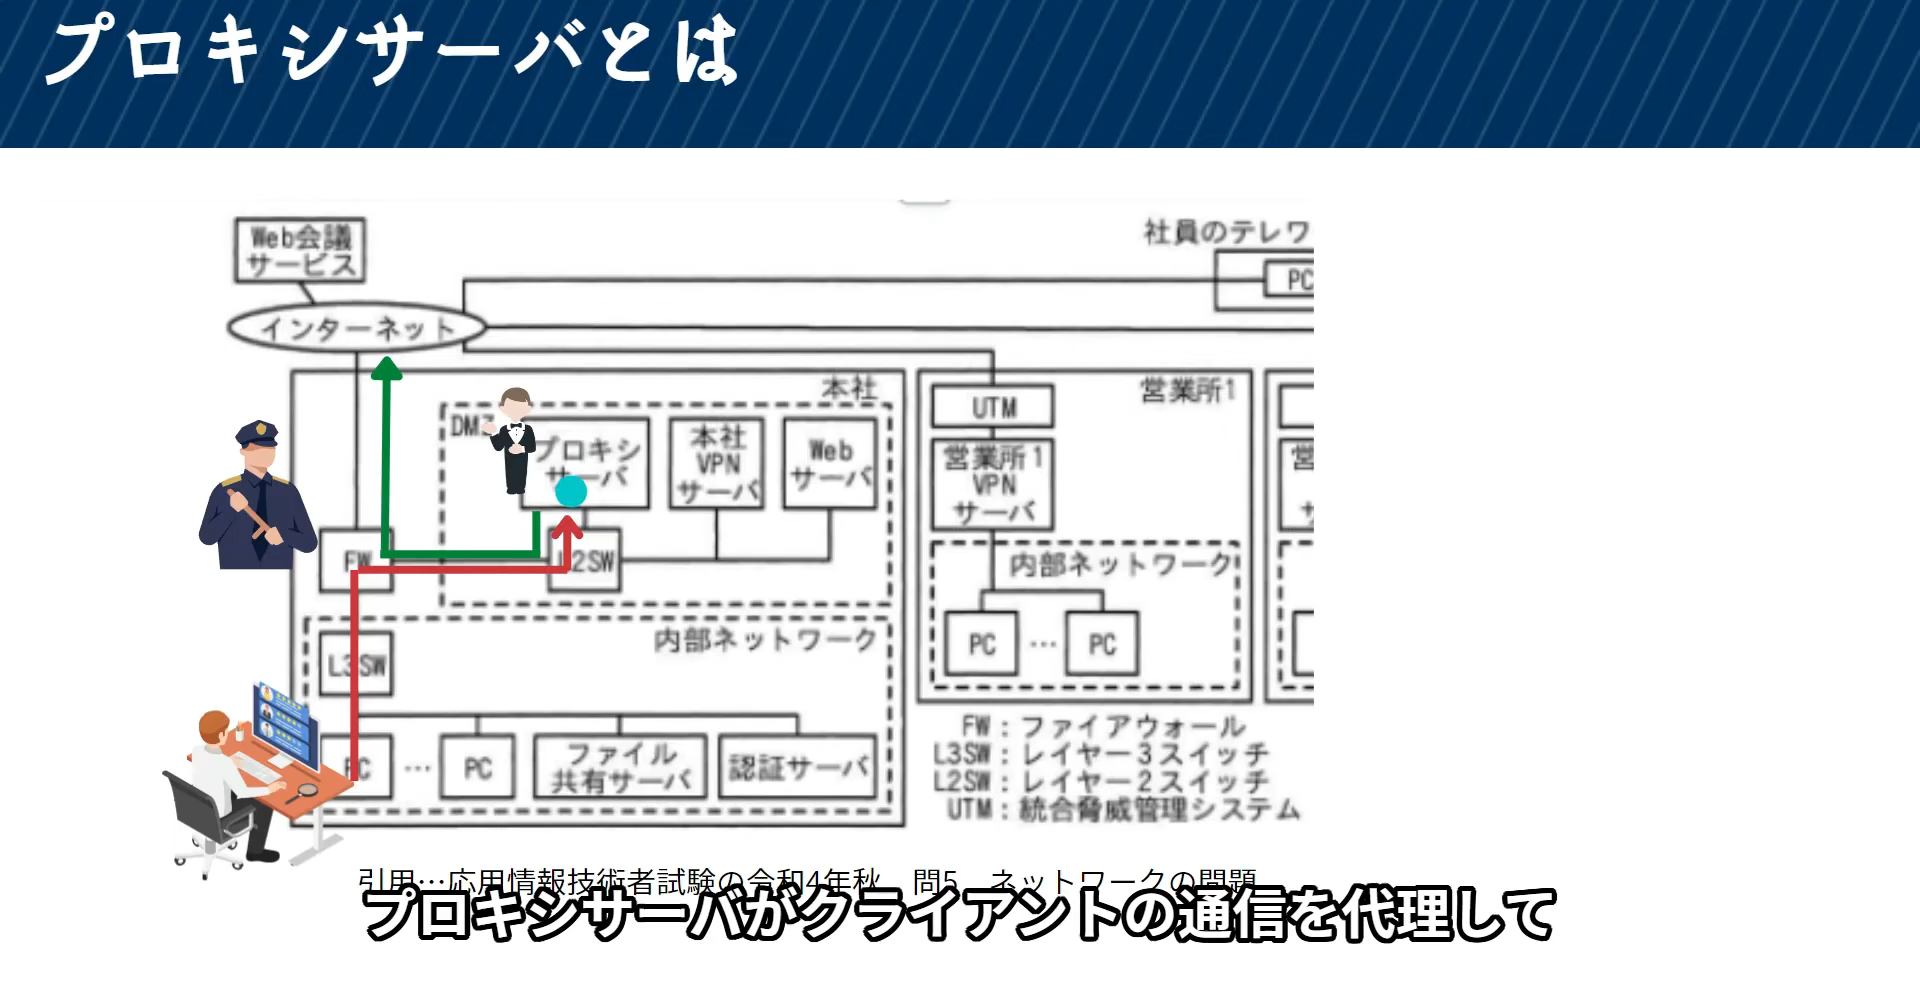 プロキシサーバとは
Web会議
サービス
インターネット
社員のテレワ
PC
本社
DMZ
プロキシ
サーバ
本社
VPN
サーバ
Web
サーバ
FW
L2SW
L3SW
内部ネットワーク
PC
…
PC
ファイル
共有サーバ
認証サーバ
営業所1
UTM
営業所1
VPN
サーバ
内部ネットワーク
PC
…
PC
営
サ
FW：ファイアウォール
L3SW：レイヤー3スイッチ
L2SW：レイヤー2スイッチ
UTM：統合脅威管理システム
引用…応用情報技術者試験の令和4年秋　問5　ネットワークの問題
プロキシサーバがクライアントの通信を代理して